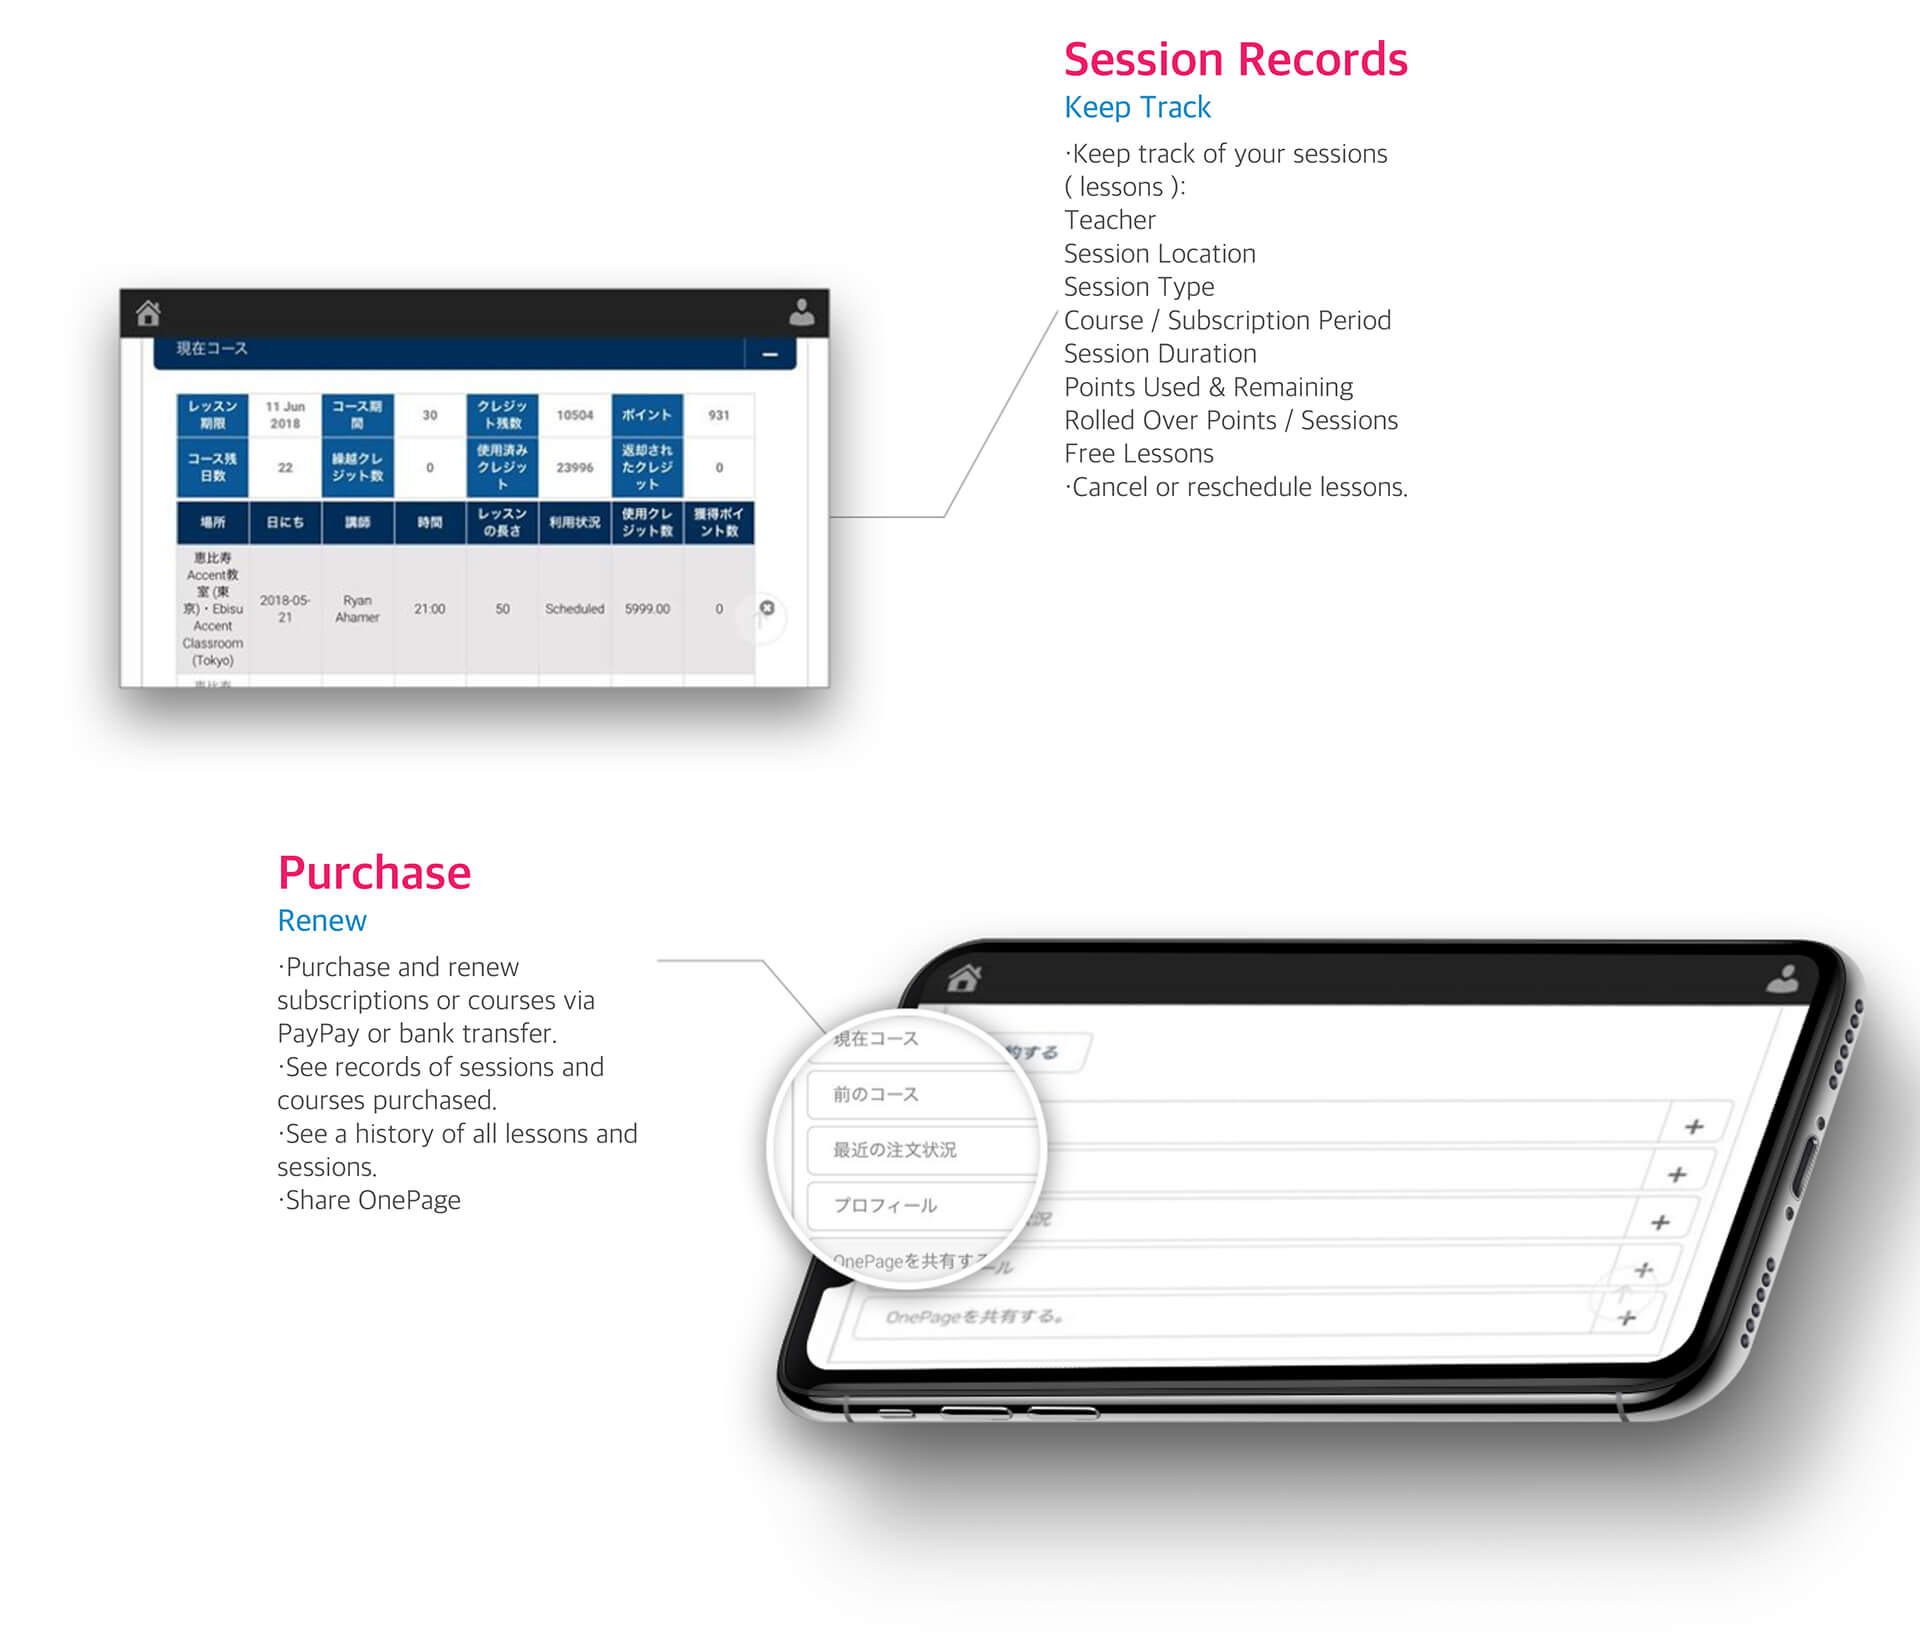 Session Records
Keep Track
·Keep track of your sessions
( lessons ):
Teacher
Session Location
Session Type
Course / Subscription Period
Session Duration
Points Used & Remaining
Rolled Over Points / Sessions
Free Lessons
·Cancel or reschedule lessons.
現在コース
レッスン期限 11 Jun 2018 コース期間 30 クレジット残数 10504 ポイント 931
コース残日数 22 繰越クレジット数 0 使用済みクレジット 23996 返却されたクレジット 0
場所 日にち 講師 時間 レッスンの長さ 利用状況 使用クレジット数 獲得ポイント数
恵比寿Accent教室 (東京)・Ebisu Accent Classroom (Tokyo) 2018-05-21 Ryan Ahamer 21:00 50 Scheduled 5999.00 0
Purchase
Renew
·Purchase and renew
subscriptions or courses via
PayPay or bank transfer.
·See records of sessions and
courses purchased.
·See a history of all lessons and
sessions.
·Share OnePage
現在コース
前のコース
最近の注文状況
プロフィール
OnePageを共有する
約する
状況
ール
OnePageを共有する。